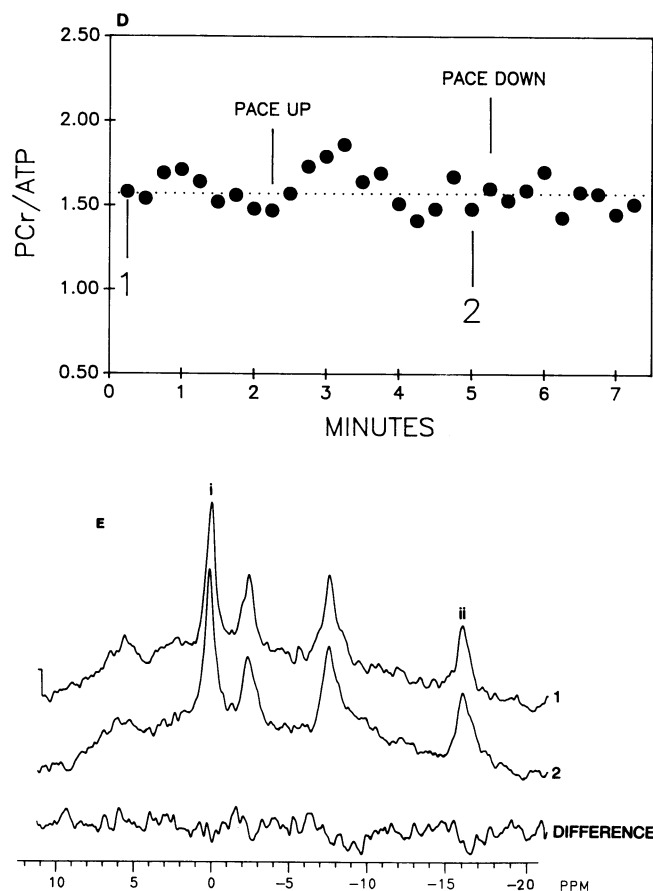 D
2.50
2.00
1.50
1.00
0.50
PCr/ATP
PACE UP
PACE DOWN
1
2
0 1 2 3 4 5 6 7
MINUTES
E
i
ii
1
2
DIFFERENCE
10 5 0 -5 -10 -15 -20 PPM